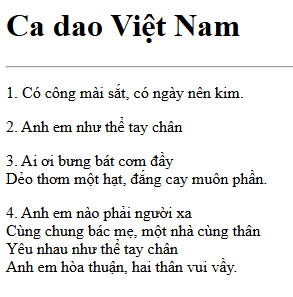 Ca dao Việt Nam
1. Có công mài sắt, có ngày nên kim.
2. Anh em như thể tay chân
3. Ai ơi bưng bát cơm đầy
Dẻo thơm một hạt, đắng cay muôn phần.
4. Anh em nào phải người xa
Cùng chung bác mẹ, một nhà cùng thân
Yêu nhau như thể tay chân
Anh em hòa thuận, hai thân vui vầy.